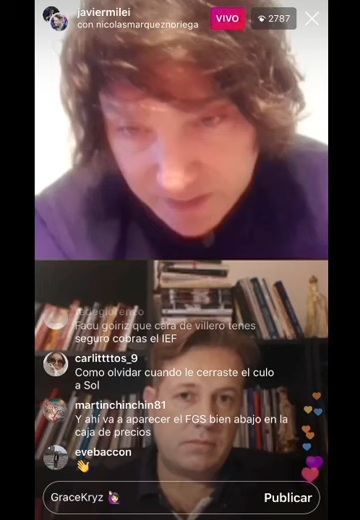 javiermilei
con nicolasmarqueznoriega
VIVO
2787
Facu goiriz que cara de villero tenes
seguro cobras el IEF
carlittttos_9
Como olvidar cuando le cerraste el culo
a Sol
martinchinchin81
Y ahí va a aparecer el FGS bien abajo en la
caja de precios
evebaccon
👋
GraceKryz 🙋🏻‍♀️
Publicar